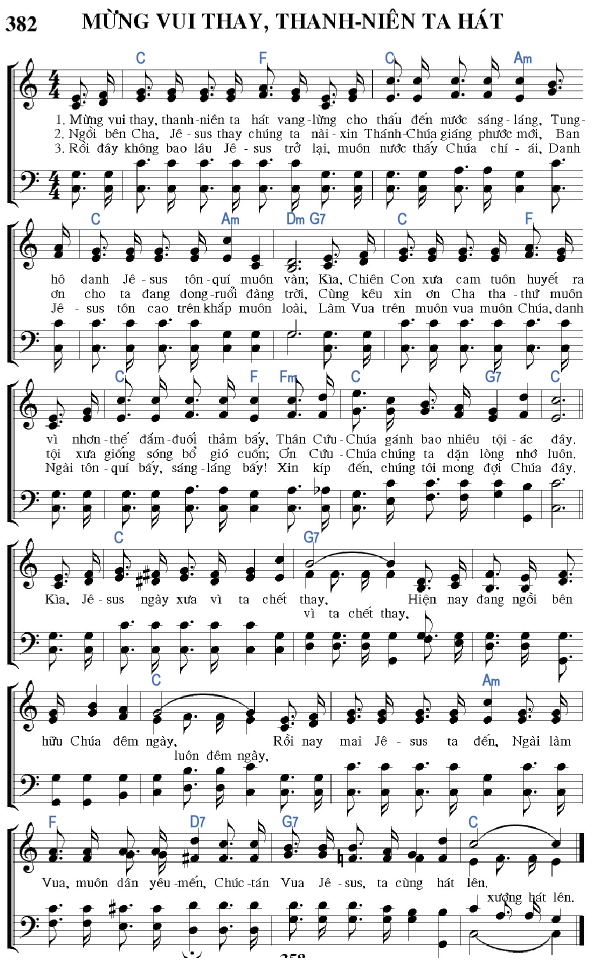 382 MỪNG VUI THAY, THANH-NIÊN TA HÁT
C F C Am
1. Mừng vui thay, thanh-niên ta hát vang-lừng cho thấu đến nước sáng-láng, Tung-
2. Ngồi bên Cha, Jê-sus thay chúng ta nài-xin Thánh-Chúa giáng phước mới, Ban
3. Rồi đây không bao lâu Jê-sus trở lại, muôn nước thấy Chúa chí-ái, Danh
C Am Dm G7 C F
hô danh Jê-sus tôn-quí muôn vàn; Kìa, Chiên Con xưa cam tuôn huyết ra
ơn cho ta đang dong-ruổi đàng trời, Cùng kêu xin ơn Cha tha-thứ muôn
Jê-sus tôn cao trên khắp muôn loài, Làm Vua trên muôn vua muôn Chúa, danh
C F Fm C G7 C
vì nhơn-thế đắm-đuối thảm bấy, Thần Cứu-Chúa gánh bao nhiêu tội-ác đây.
tội xưa giống sóng bổ gió cuốn; Ơn Cứu-Chúa chúng ta dặn lòng nhớ luôn.
Ngài tôn-quí bấy, sáng-láng bấy! Xin kíp đến, chúng tôi mong đợi Chúa đây.
C G7
Kìa, Jê-sus ngày xưa vì ta chết thay, Hiện nay đang ngồi bên
vì ta chết thay,
C Am
hữu Chúa đêm ngày, Rồi nay mai Jê-sus ta đến, Ngài làm
luôn đêm ngày,
F D7 G7 C
Vua, muôn dân yêu-mến, Chúc-tán Vua Jê-sus, ta cùng hát lên.
xướng hát lên.